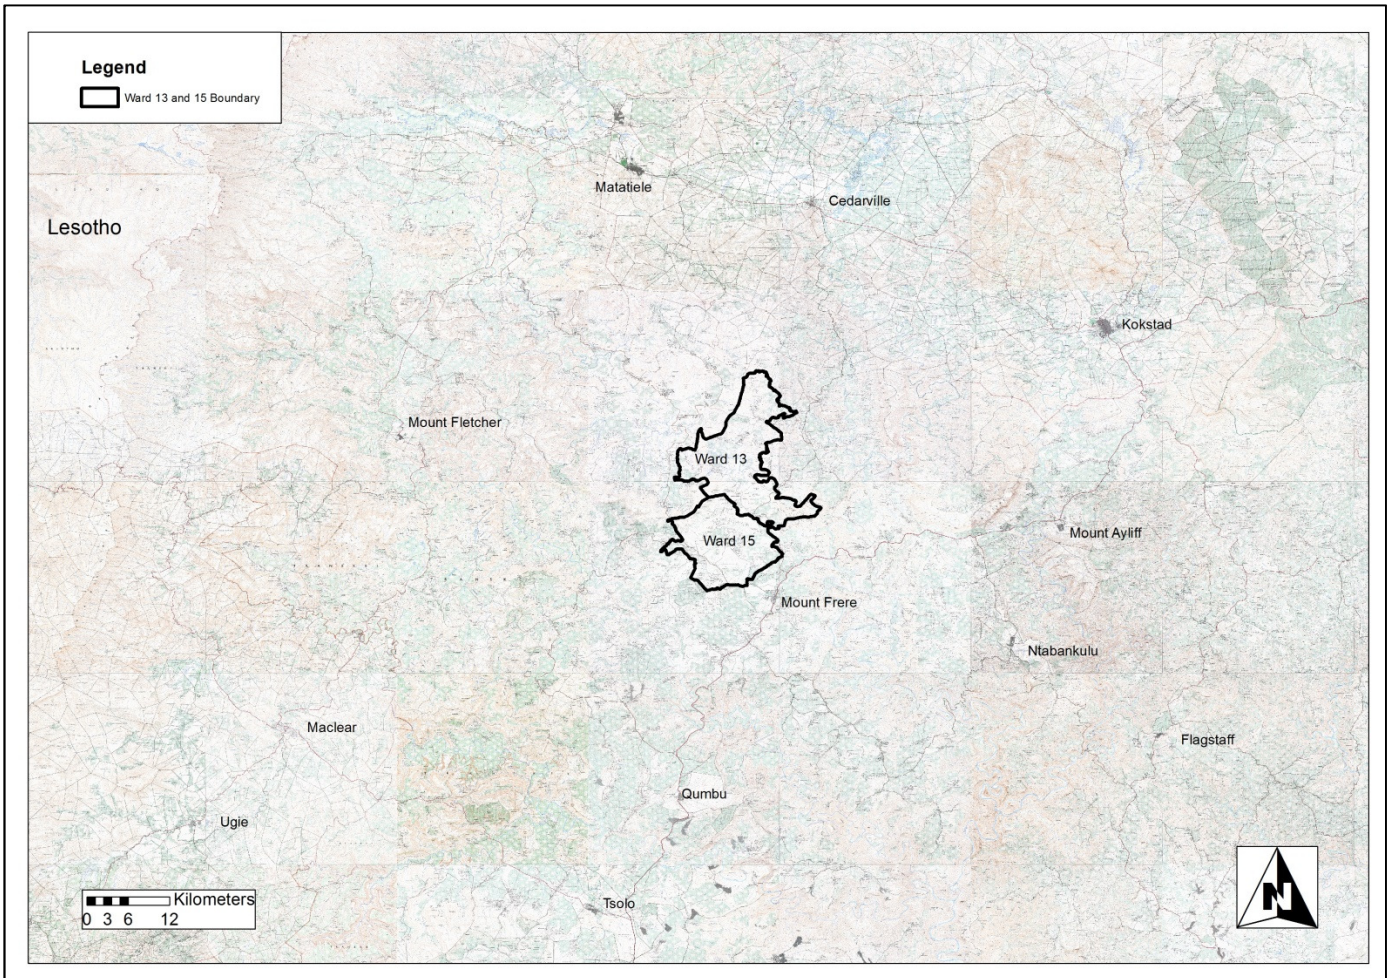 Legend
Ward 13 and 15 Boundary
Matatiele
Cedarville
Lesotho
Kokstad
Mount Fletcher
Ward 13
Mount Ayliff
Ward 15
Mount Frere
Ntabankulu
Maclear
Flagstaff
Qumbu
Ugie
Kilometers
0 3 6 12
Tsolo
N